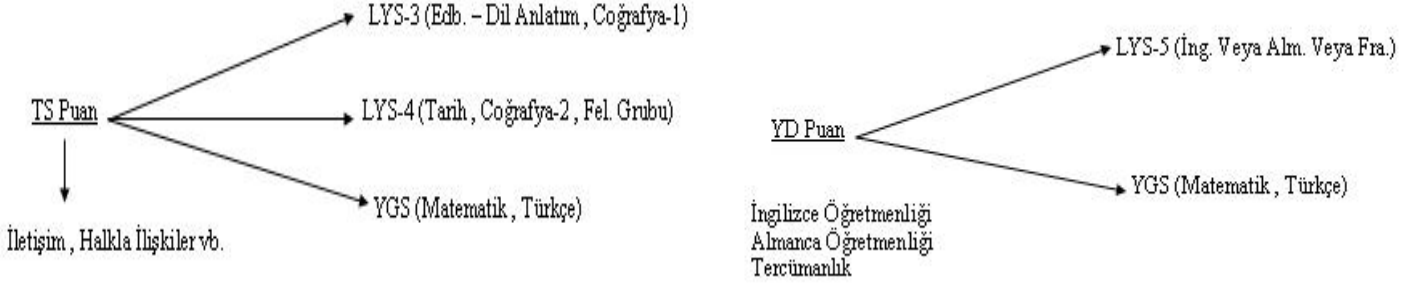 LYS-3 (Edb. – Dil Anlatım , Coğrafya-1)
TS Puan
LYS-4 (Tarih , Coğrafya-2 , Fel. Grubu)
YGS (Matematik , Türkçe)
İletişim , Halkla İlişkiler vb.
LYS-5 (İng. Veya Alm. Veya Fra.)
YD Puan
YGS (Matematik , Türkçe)
İngilizce Öğretmenliği
Almanca Öğretmenliği
Tercümanlık